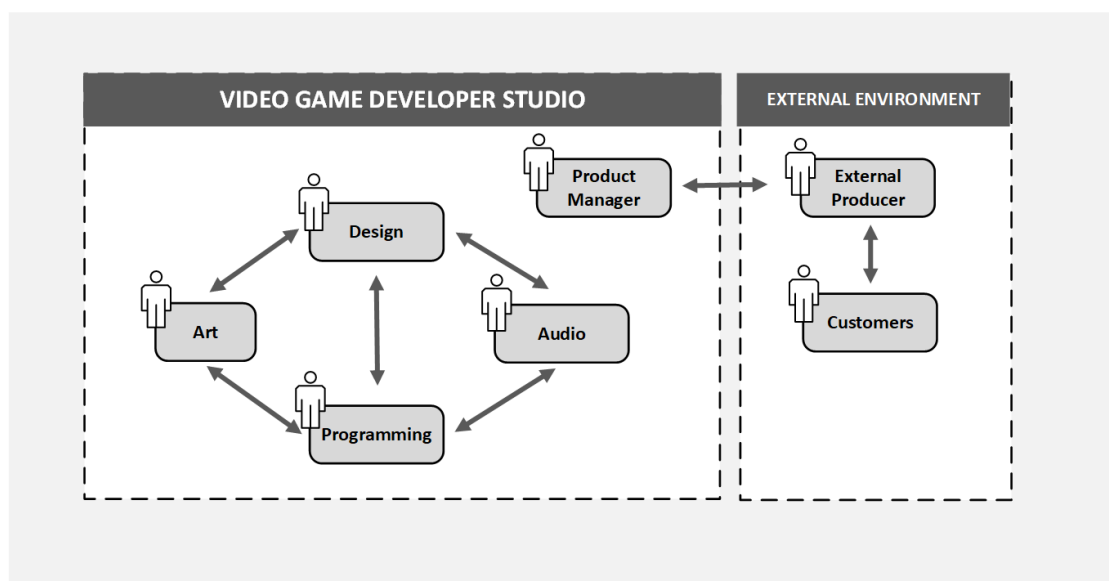 VIDEO GAME DEVELOPER STUDIO
EXTERNAL ENVIRONMENT
Product
Manager
External
Producer
Design
Art
Audio
Customers
Programming